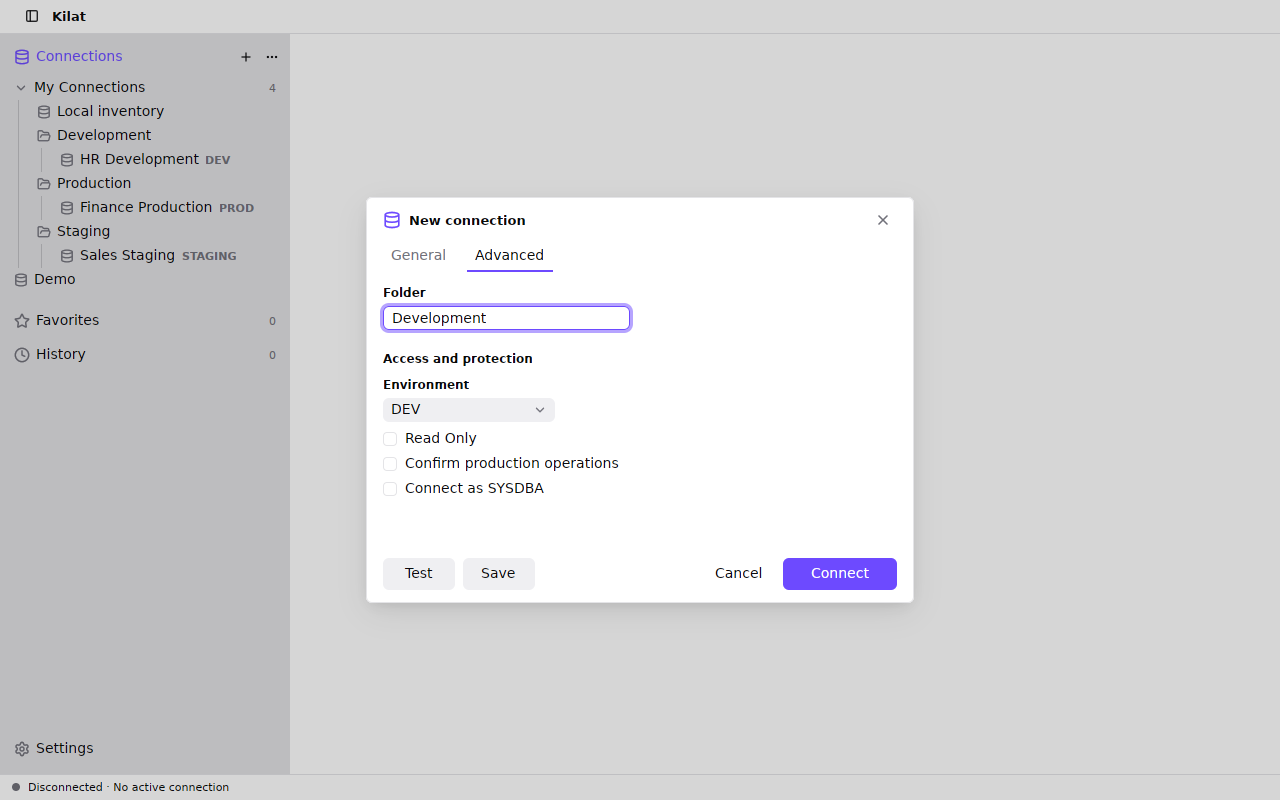 Kilat
Connections
My Connections 4
Local inventory
Development
HR Development DEV
Production
Finance Production PROD
Staging
Sales Staging STAGING
Demo
Favorites 0
History 0
Settings
Disconnected · No active connection
New connection
General Advanced
Folder
Development
Access and protection
Environment
DEV
Read Only
Confirm production operations
Connect as SYSDBA
Test Save Cancel Connect